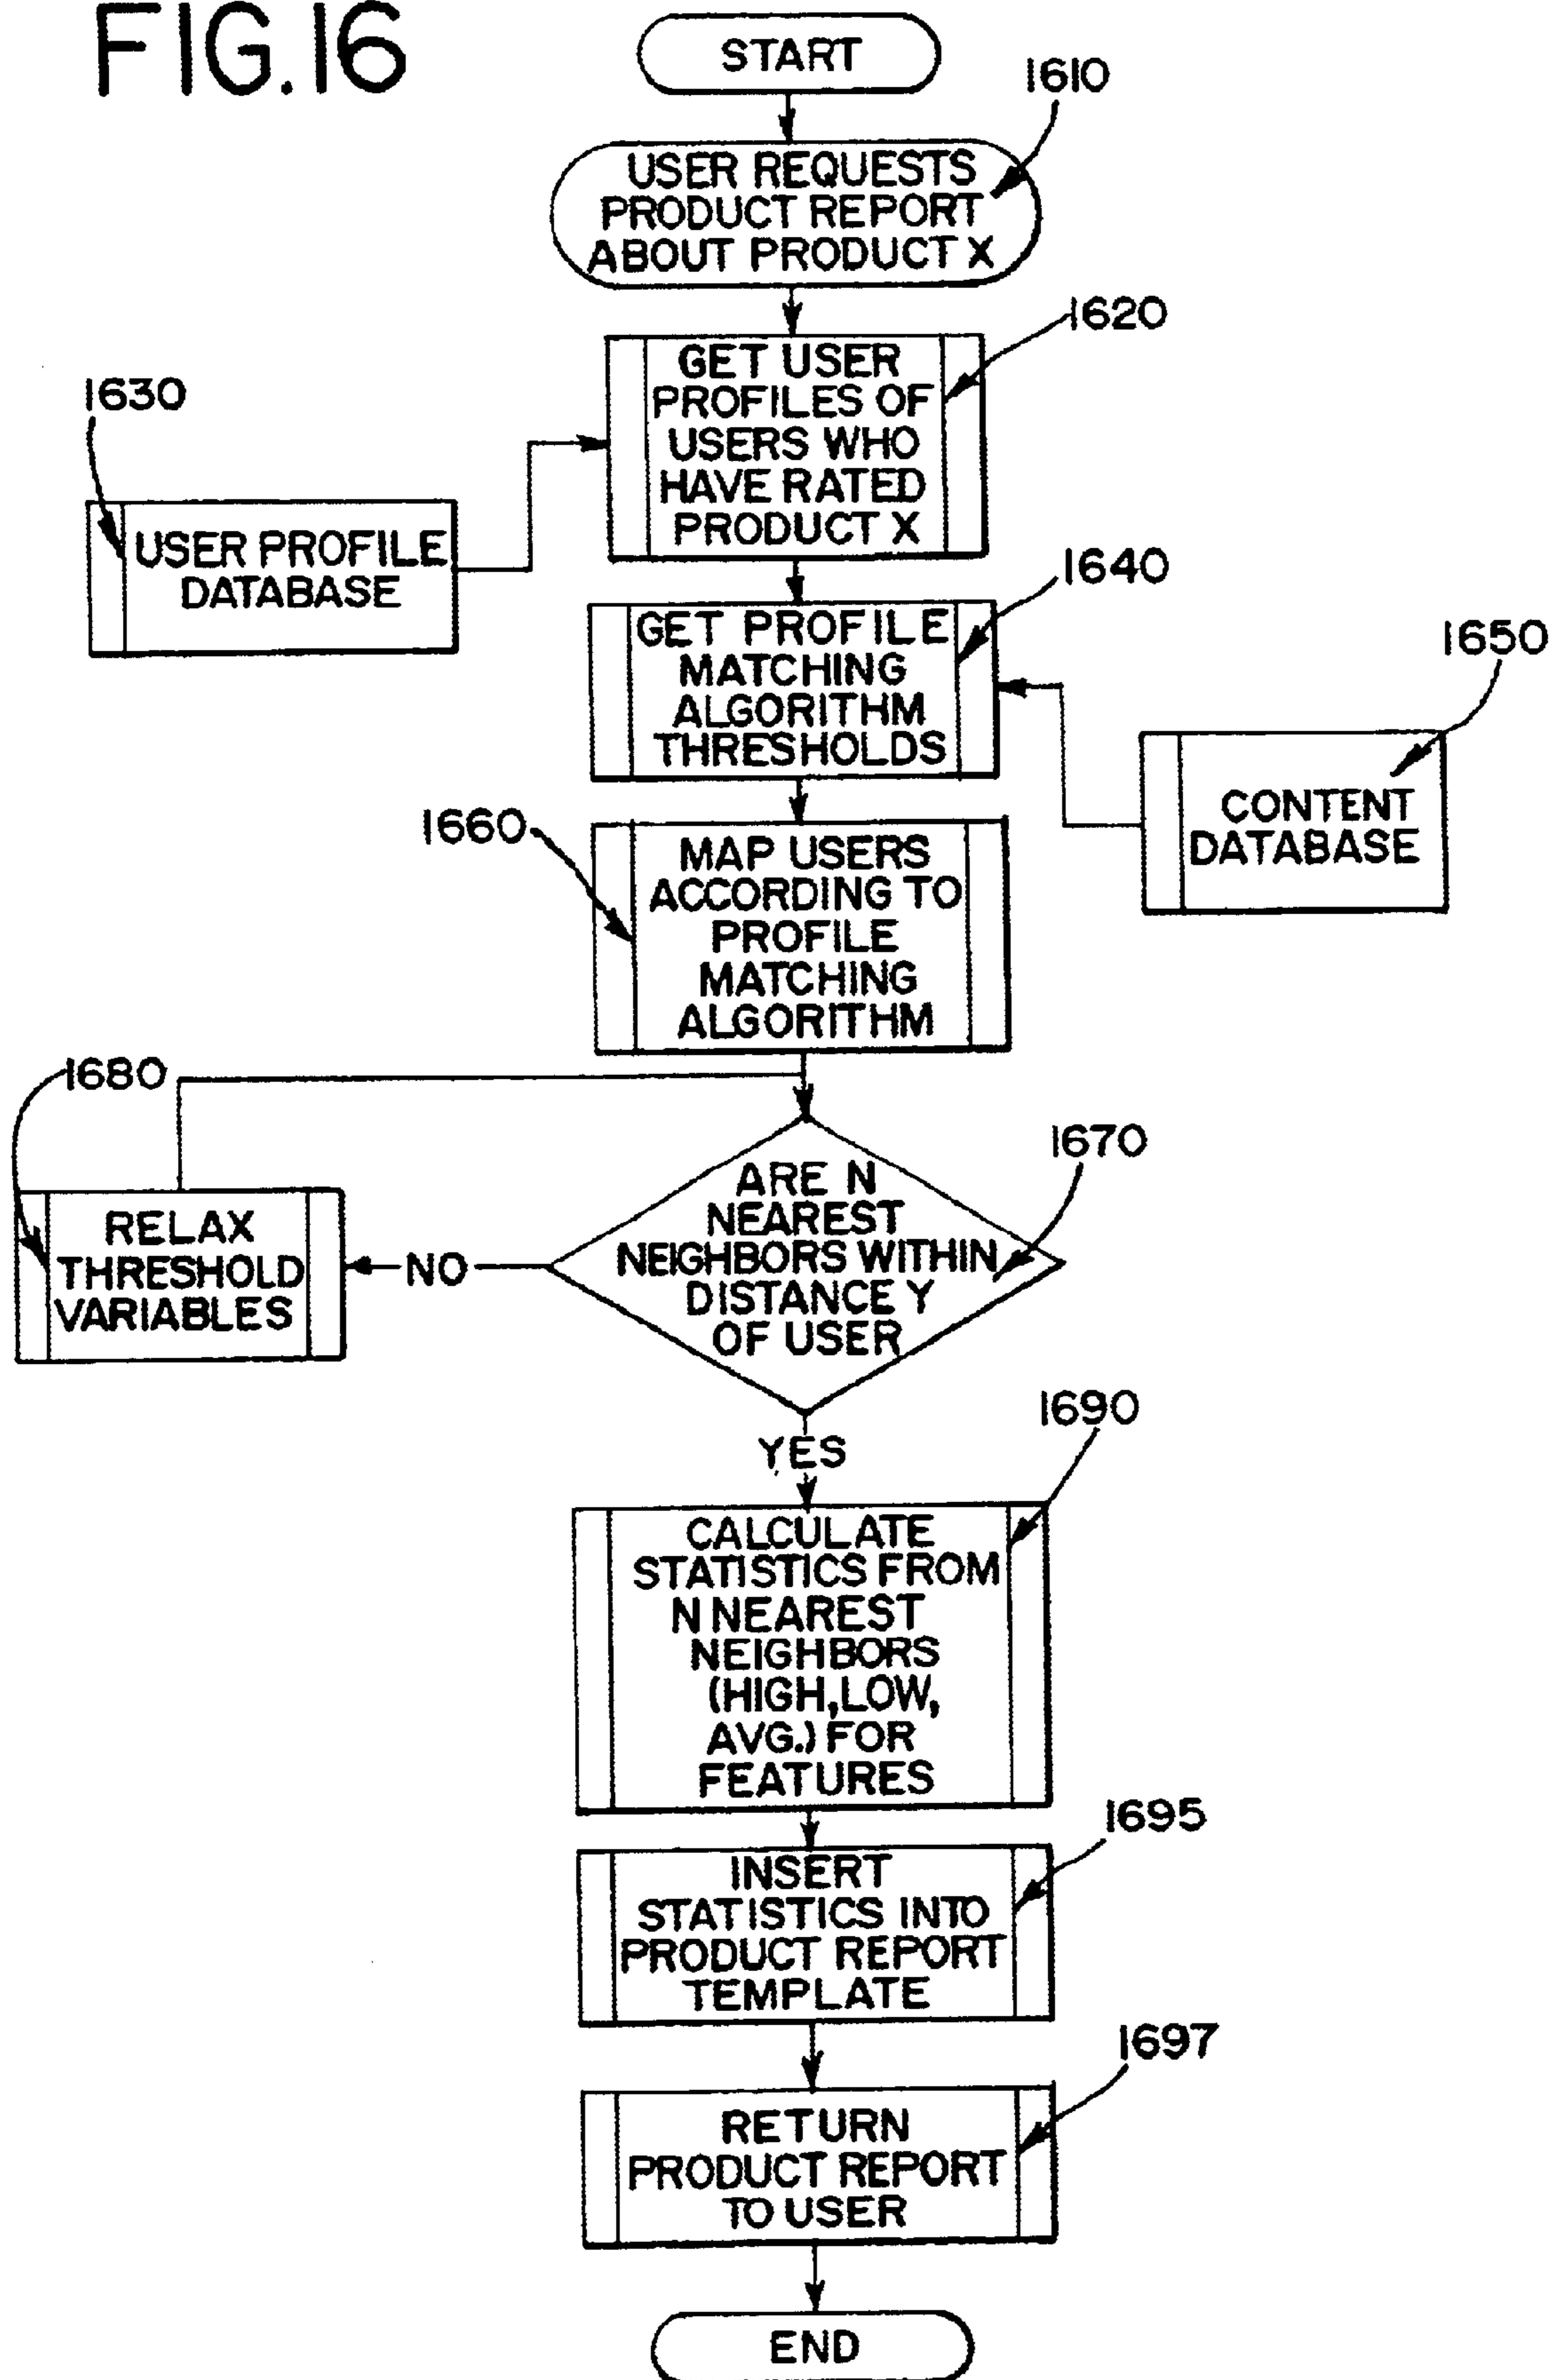 FIG.16
START
1610
USER REQUESTS
PRODUCT REPORT
ABOUT PRODUCT X
1620
GET USER
PROFILES OF
USERS WHO
HAVE RATED
PRODUCT X
1630
USER PROFILE
DATABASE
1640
GET PROFILE
MATCHING
ALGORITHM
THRESHOLDS
1650
CONTENT
DATABASE
1660
MAP USERS
ACCORDING TO
PROFILE
MATCHING
ALGORITHM
1680
RELAX
THRESHOLD
VARIABLES
NO
1670
ARE N
NEAREST
NEIGHBORS WITHIN
DISTANCE Y
OF USER
YES
1690
CALCULATE
STATISTICS FROM
N NEAREST
NEIGHBORS
(HIGH,LOW,
AVG.) FOR
FEATURES
1695
INSERT
STATISTICS INTO
PRODUCT REPORT
TEMPLATE
1697
RETURN
PRODUCT REPORT
TO USER
END